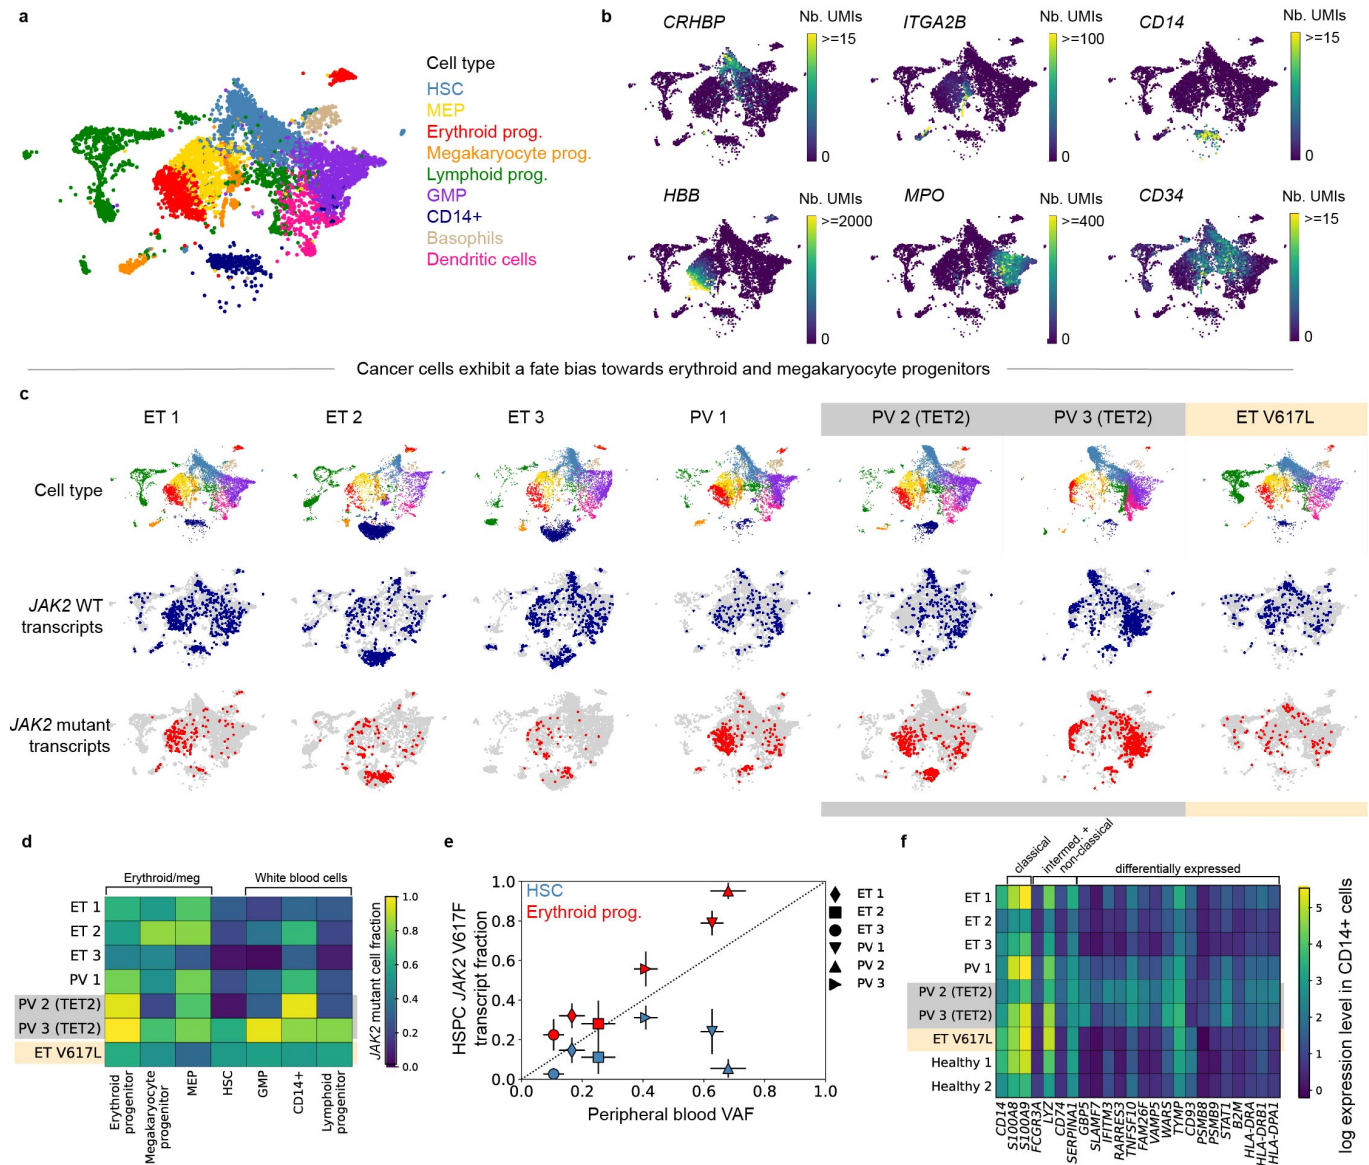 a
Cell type
HSC
MEP
Erythroid prog.
Megakaryocyte prog.
Lymphoid prog.
GMP
CD14+
Basophils
Dendritic cells
b
CRHBP
Nb. UMIs
>=15
0
ITGA2B
Nb. UMIs
>=100
0
CD14
Nb. UMIs
>=15
0
HBB
Nb. UMIs
>=2000
0
MPO
Nb. UMIs
>=400
0
CD34
Nb. UMIs
>=15
0
Cancer cells exhibit a fate bias towards erythroid and megakaryocyte progenitors
c
ET 1
ET 2
ET 3
PV 1
PV 2 (TET2)
PV 3 (TET2)
ET V617L
Cell type
JAK2 WT
transcripts
JAK2 mutant
transcripts
d
Erythroid/meg
White blood cells
ET 1
ET 2
ET 3
PV 1
PV 2 (TET2)
PV 3 (TET2)
ET V617L
Erythroid
progenitor
Megakaryocyte
progenitor
MEP
HSC
GMP
CD14+
Lymphoid
progenitor
1.0
0.8
0.6
0.4
0.2
0.0
JAK2 mutant cell fraction
e
HSC
Erythroid prog.
HSPC JAK2 V617F
transcript fraction
1.0
0.8
0.6
0.4
0.2
0.0
0.0
0.2
0.4
0.6
0.8
1.0
Peripheral blood VAF
ET 1
ET 2
ET 3
PV 1
PV 2
PV 3
f
classical
intermed. +
non-classical
differentially expressed
ET 1
ET 2
ET 3
PV 1
PV 2 (TET2)
PV 3 (TET2)
ET V617L
Healthy 1
Healthy 2
CD14
S100A8
S100A9
FCGR3A
LYZ
CD74
SERPINA1
GBP5
SLAMF7
IFITM3
RARRES3
TNFSF10
FAM26F
VAMP5
WARS
TYMP
CD93
PSMB8
PSMB9
STAT1
B2M
HLA-DRA
HLA-DRB1
HLA-DPA1
5
4
3
2
1
0
log expression level in CD14+ cells